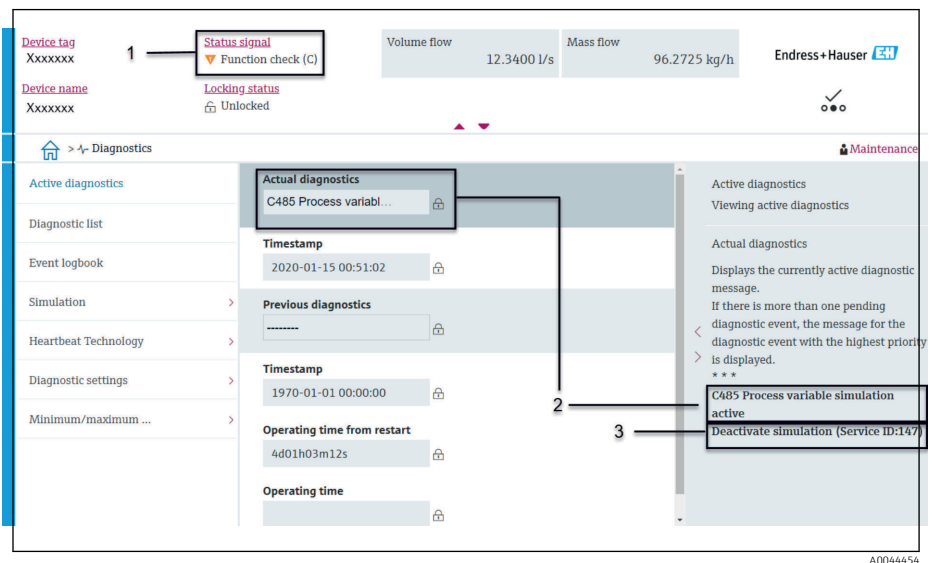 Device tag
Xxxxxxx
1
Status signal
Function check (C)
Volume flow
12.3400 l/s
Mass flow
96.2725 kg/h
Endress+Hauser EH
Device name
Xxxxxxx
Locking status
Unlocked
> Diagnostics
Maintenance
Active diagnostics
Diagnostic list
Event logbook
Simulation
Heartbeat Technology
Diagnostic settings
Minimum/maximum ...
Actual diagnostics
C485 Process variabl...
Timestamp
2020-01-15 00:51:02
Previous diagnostics
--------
Timestamp
1970-01-01 00:00:00
Operating time from restart
4d01h03m12s
Operating time
2
3
Active diagnostics
Viewing active diagnostics
Actual diagnostics
Displays the currently active diagnostic
message.
If there is more than one pending
diagnostic event, the message for the
diagnostic event with the highest priority
is displayed.
* * *
C485 Process variable simulation
active
Deactivate simulation (Service ID:147)
A0044454